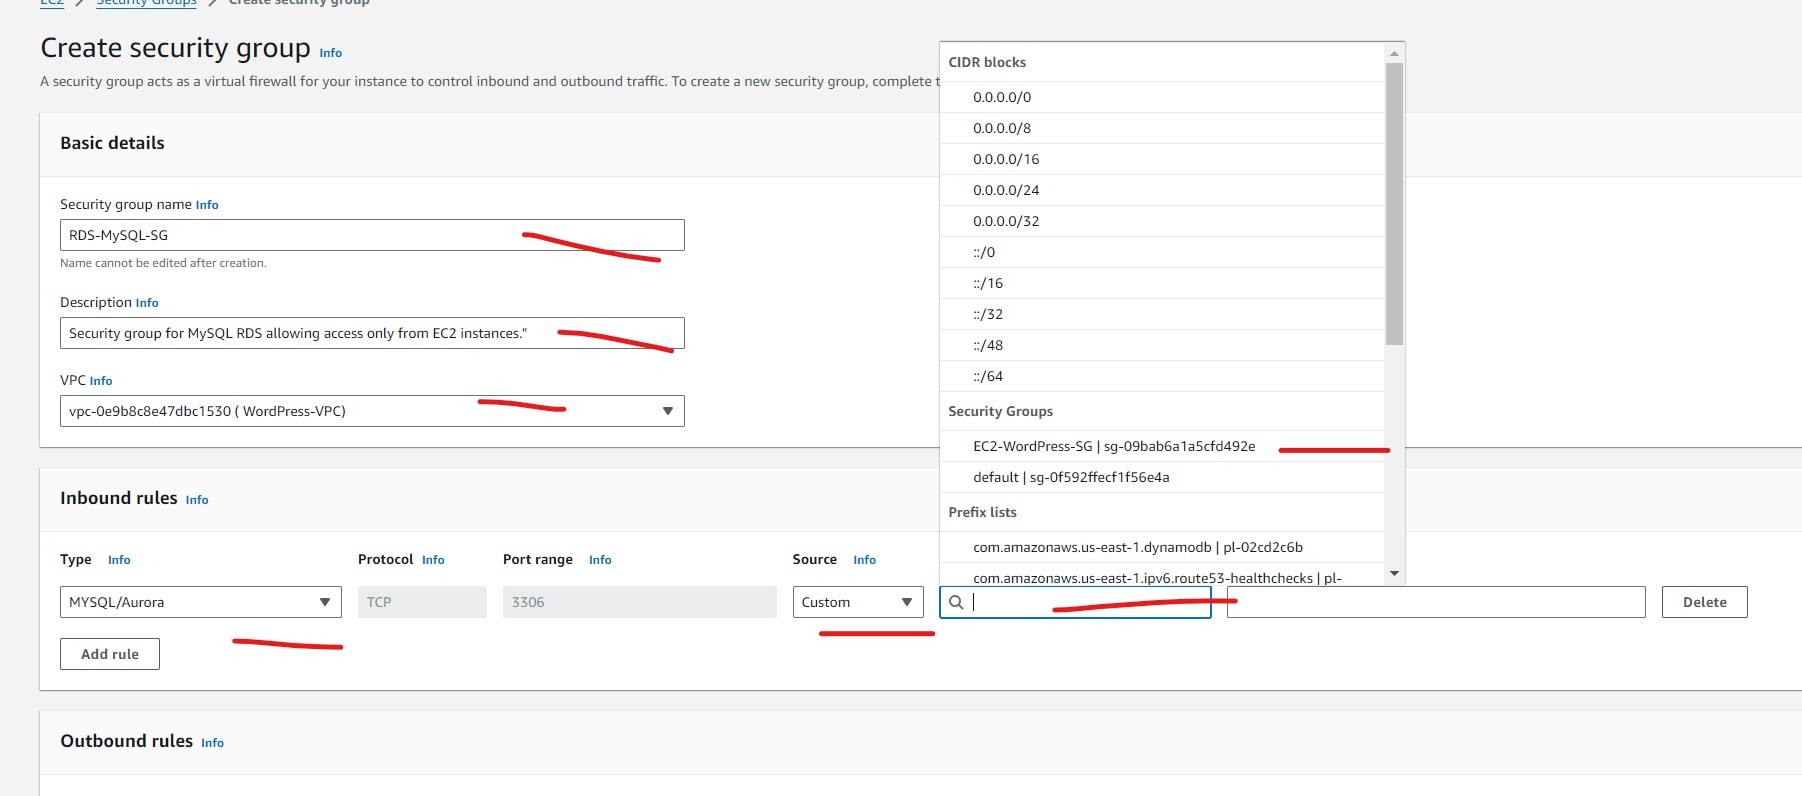 EC2 > Security Groups > Create security group
Create security group Info
A security group acts as a virtual firewall for your instance to control inbound and outbound traffic. To create a new security group, complete t
Basic details
Security group name Info
RDS-MySQL-SG
Name cannot be edited after creation.
Description Info
Security group for MySQL RDS allowing access only from EC2 instances."
VPC Info
vpc-0e9b8c8e47dbc1530 ( WordPress-VPC)
CIDR blocks
0.0.0.0/0
0.0.0.0/8
0.0.0.0/16
0.0.0.0/24
0.0.0.0/32
::/0
::/16
::/32
::/48
::/64
Security Groups
EC2-WordPress-SG | sg-09bab6a1a5cfd492e
default | sg-0f592ffecf1f56e4a
Prefix lists
com.amazonaws.us-east-1.dynamodb | pl-02cd2c6b
com.amazonaws.us-east-1.ipv6.route53-healthchecks | pl-
Inbound rules Info
Type Info Protocol Info Port range Info Source Info
MYSQL/Aurora TCP 3306 Custom Delete
Add rule
Outbound rules Info